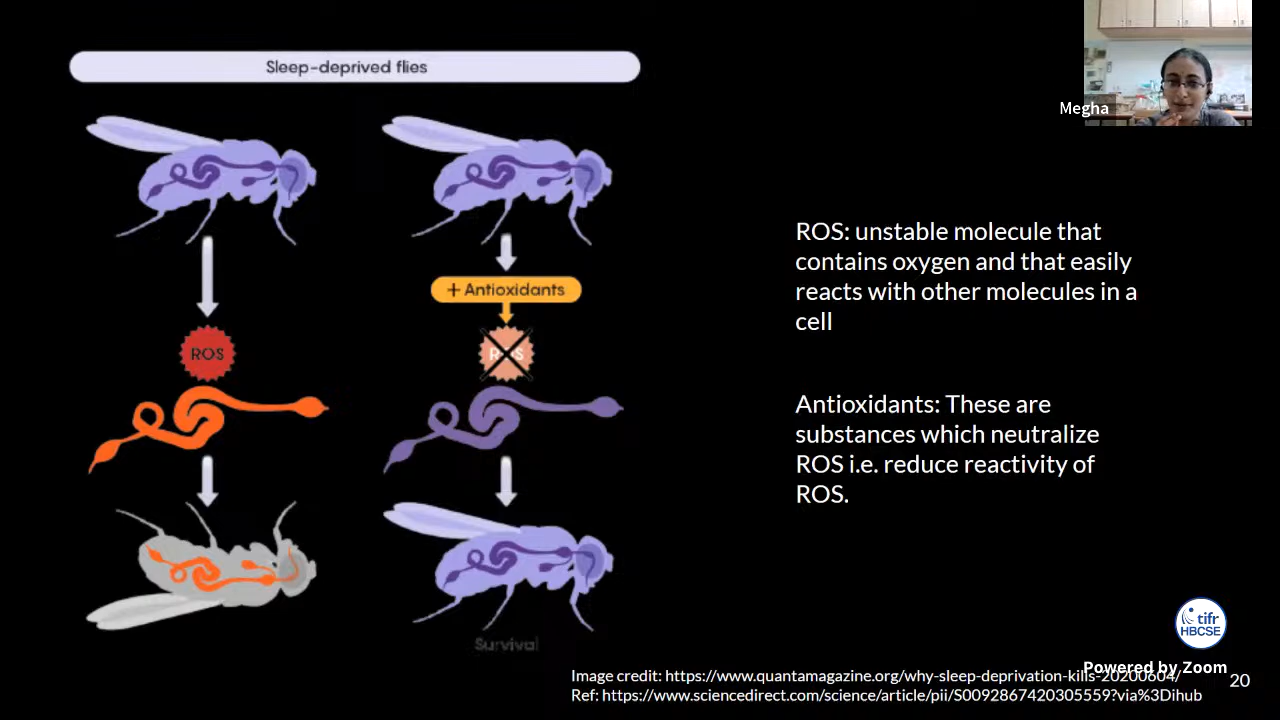 Sleep-deprived flies
Megha
+ Antioxidants
ROS
ROS
Survival
ROS: unstable molecule that
contains oxygen and that easily
reacts with other molecules in a
cell
Antioxidants: These are
substances which neutralize
ROS i.e. reduce reactivity of
ROS.
tifr
HBCSE
Powered by Zoom
Image credit: https://www.quantamagazine.org/why-sleep-deprivation-kills-20200604/
Ref: https://www.sciencedirect.com/science/article/pii/S0092867420305559?via%3Dihub
20